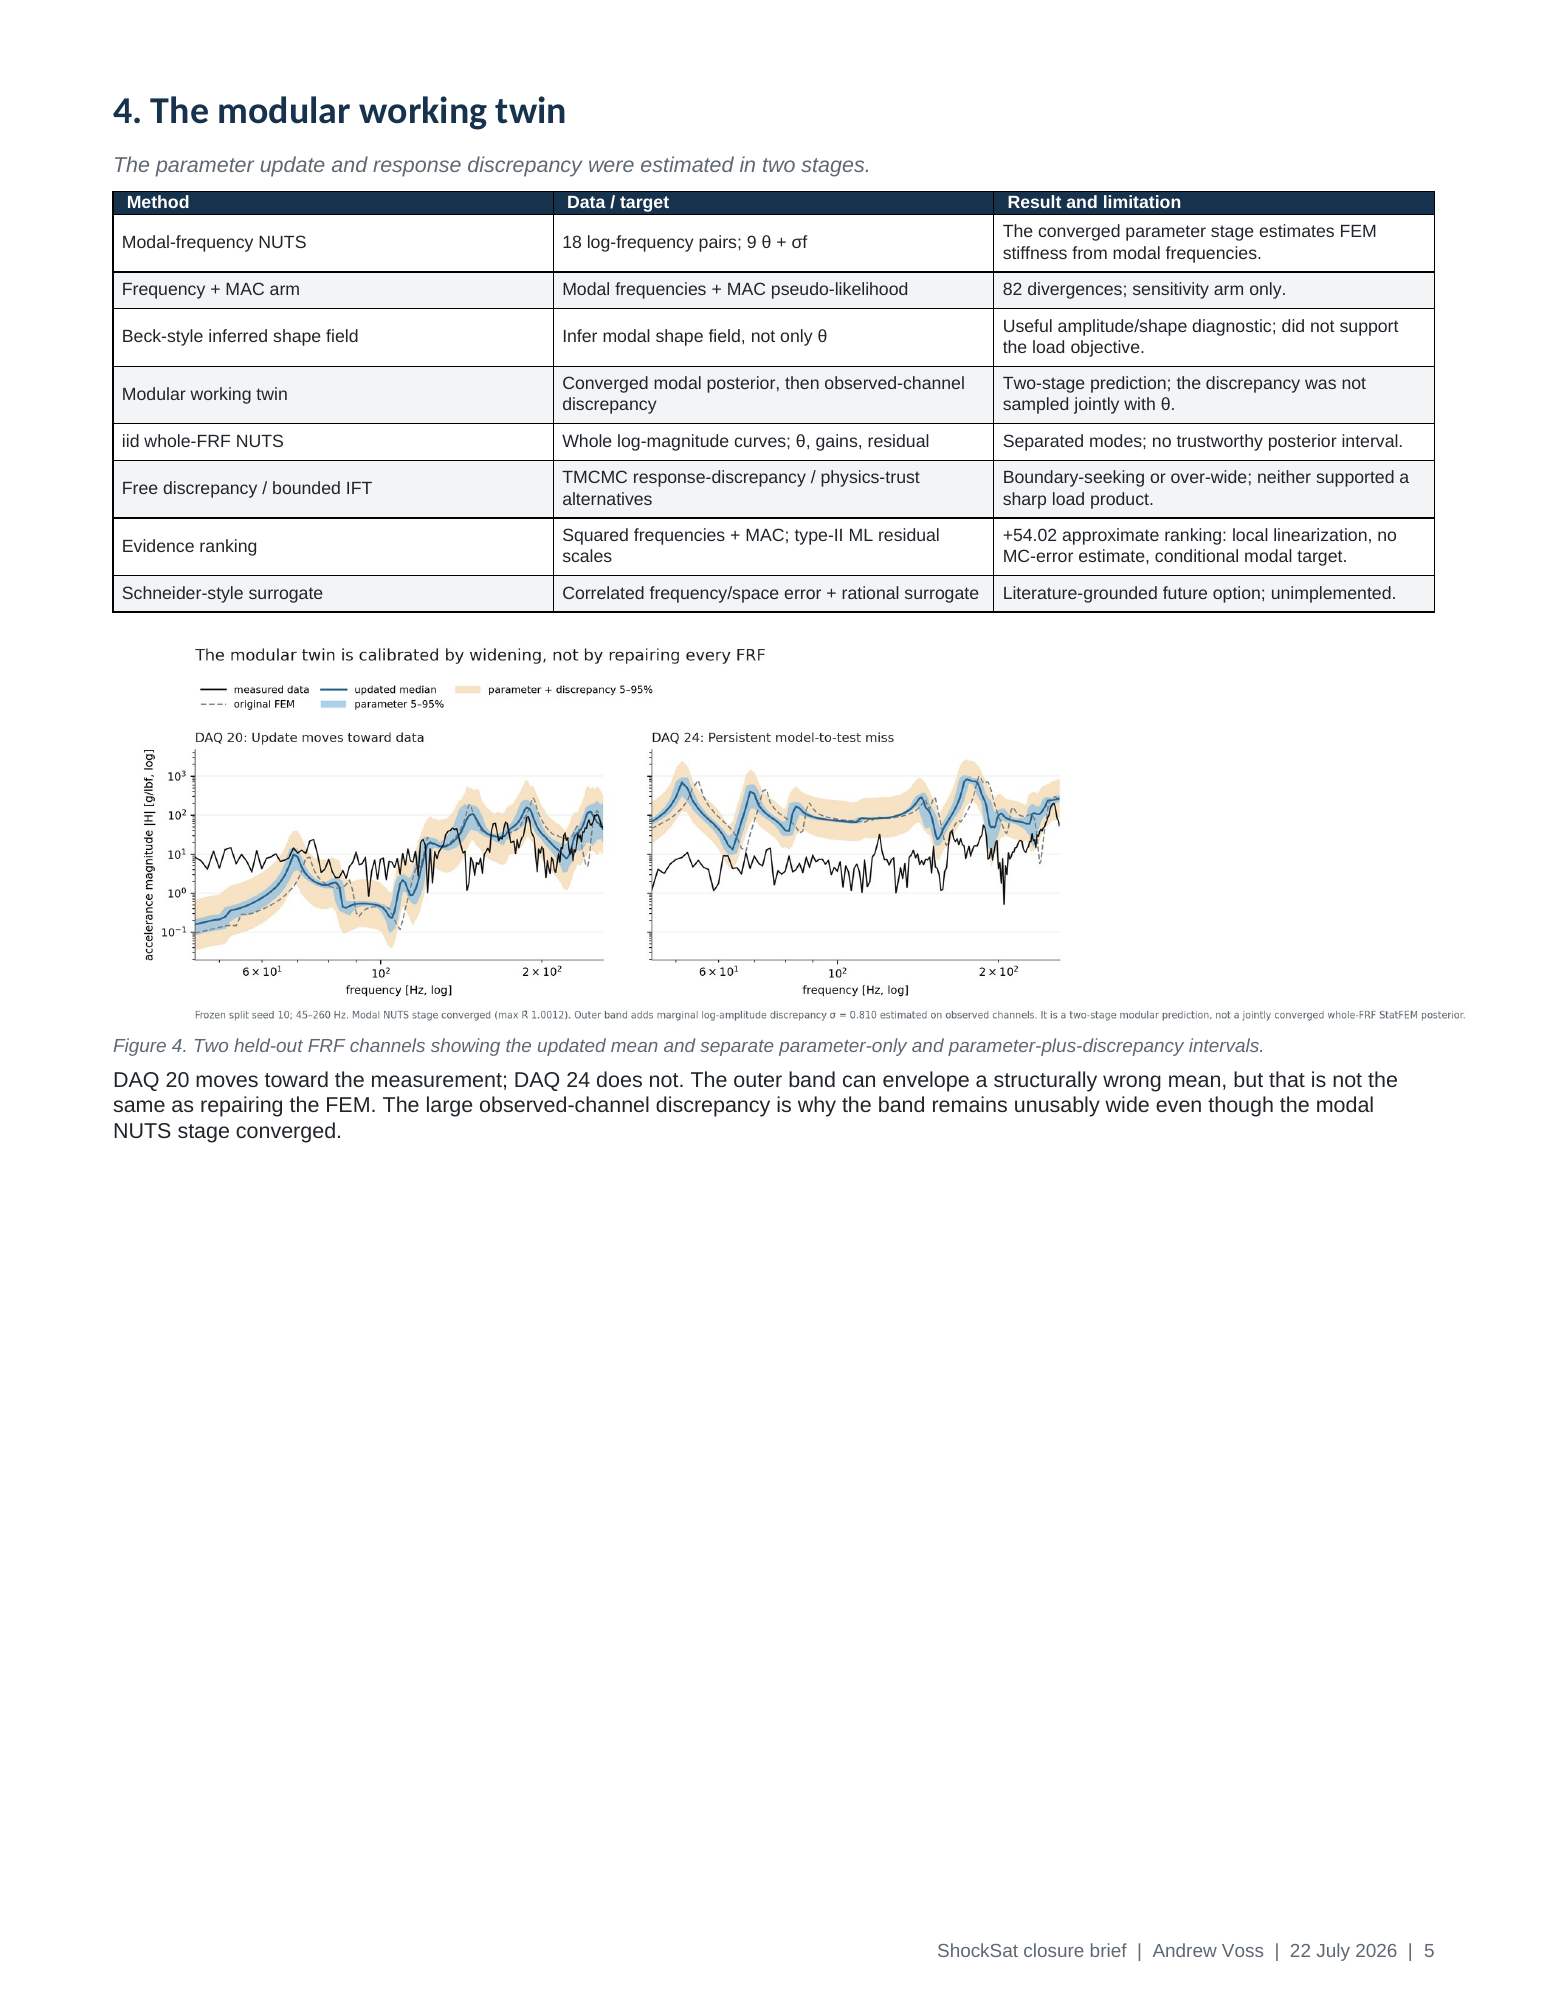 4. The modular working twin
The parameter update and response discrepancy were estimated in two stages.
Method Data / target Result and limitation
Modal-frequency NUTS 18 log-frequency pairs; 9 θ + σf The converged parameter stage estimates FEM
stiffness from modal frequencies.
Frequency + MAC arm Modal frequencies + MAC pseudo-likelihood 82 divergences; sensitivity arm only.
Beck-style inferred shape field Infer modal shape field, not only θ Useful amplitude/shape diagnostic; did not support
the load objective.
Modular working twin Converged modal posterior, then observed-channel
discrepancy Two-stage prediction; the discrepancy was not
sampled jointly with θ.
iid whole-FRF NUTS Whole log-magnitude curves; θ, gains, residual Separated modes; no trustworthy posterior interval.
Free discrepancy / bounded IFT TMCMC response-discrepancy / physics-trust
alternatives Boundary-seeking or over-wide; neither supported a
sharp load product.
Evidence ranking Squared frequencies + MAC; type-II ML residual
scales +54.02 approximate ranking: local linearization, no
MC-error estimate, conditional modal target.
Schneider-style surrogate Correlated frequency/space error + rational surrogate Literature-grounded future option; unimplemented.
The modular twin is calibrated by widening, not by repairing every FRF
measured data updated median parameter + discrepancy 5–95%
original FEM parameter 5–95%
DAQ 20: Update moves toward data
DAQ 24: Persistent model-to-test miss
accelerance magnitude |H| [g/lbf, log]
10³
10²
10¹
10⁰
10⁻¹
6 × 10¹ 10² 2 × 10²
6 × 10¹ 10² 2 × 10²
frequency [Hz, log]
frequency [Hz, log]
Frozen split seed 10; 45–260 Hz. Modal NUTS stage converged (max R̂ 1.0012). Outer band adds marginal log-amplitude discrepancy σ = 0.810 estimated on observed channels. It is a two-stage modular prediction, not a jointly converged whole-FRF StatFEM posterior.
Figure 4. Two held-out FRF channels showing the updated mean and separate parameter-only and parameter-plus-discrepancy intervals.
DAQ 20 moves toward the measurement; DAQ 24 does not. The outer band can envelope a structurally wrong mean, but that is not the
same as repairing the FEM. The large observed-channel discrepancy is why the band remains unusably wide even though the modal
NUTS stage converged.
ShockSat closure brief | Andrew Voss | 22 July 2026 | 5